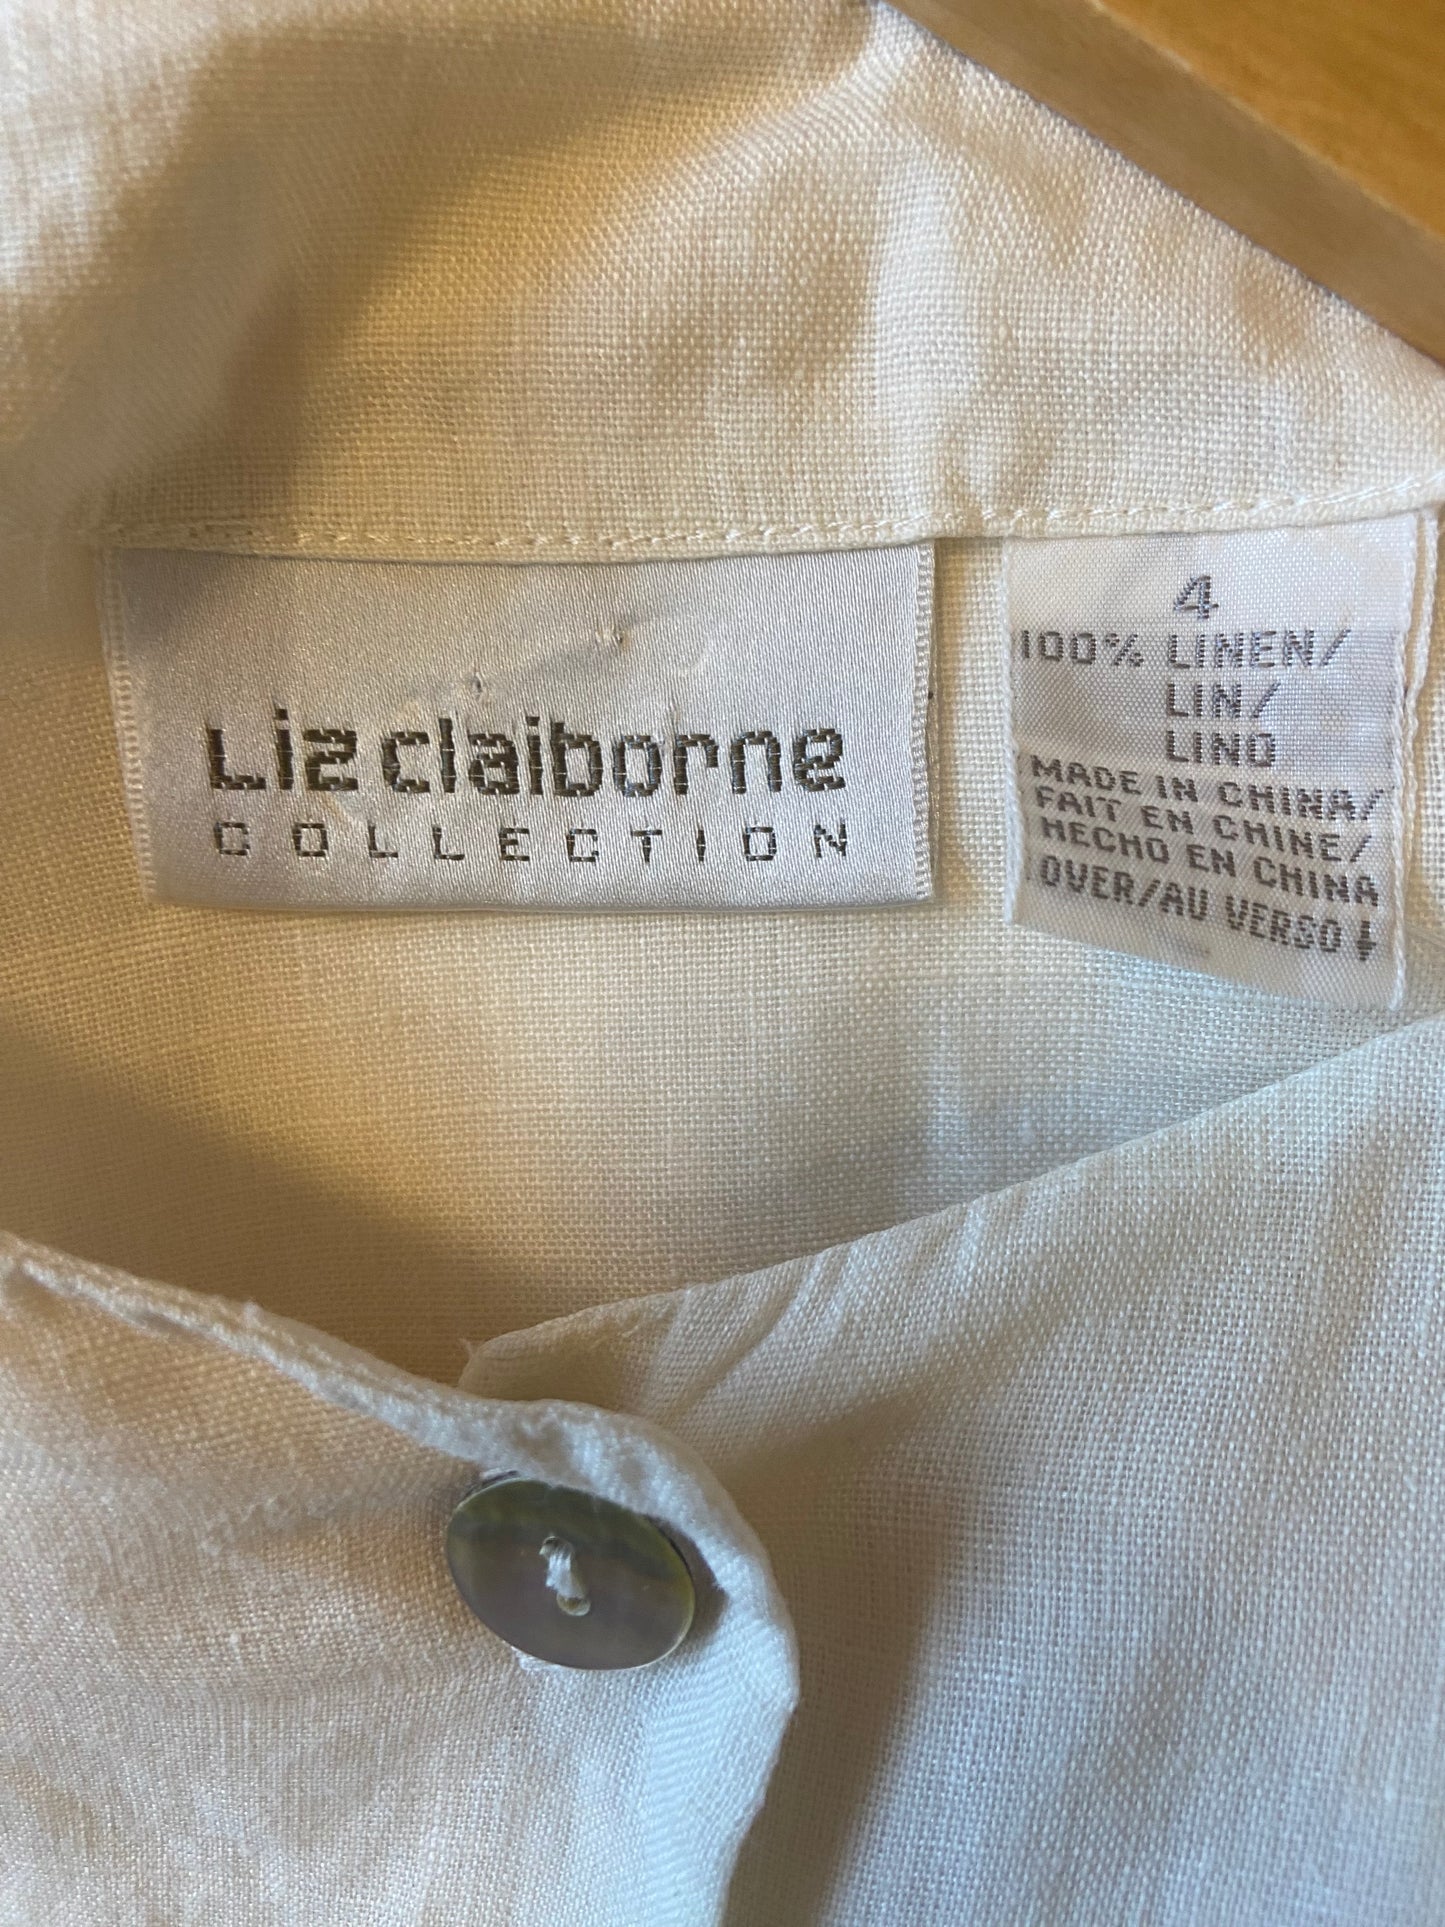 Liz claiborne
COLLECTION
4
100% LINEN/
LIN/
LINO
MADE IN CHINA/
FAIT EN CHINE/
HECHO EN CHINA
OVER/AU VERSO